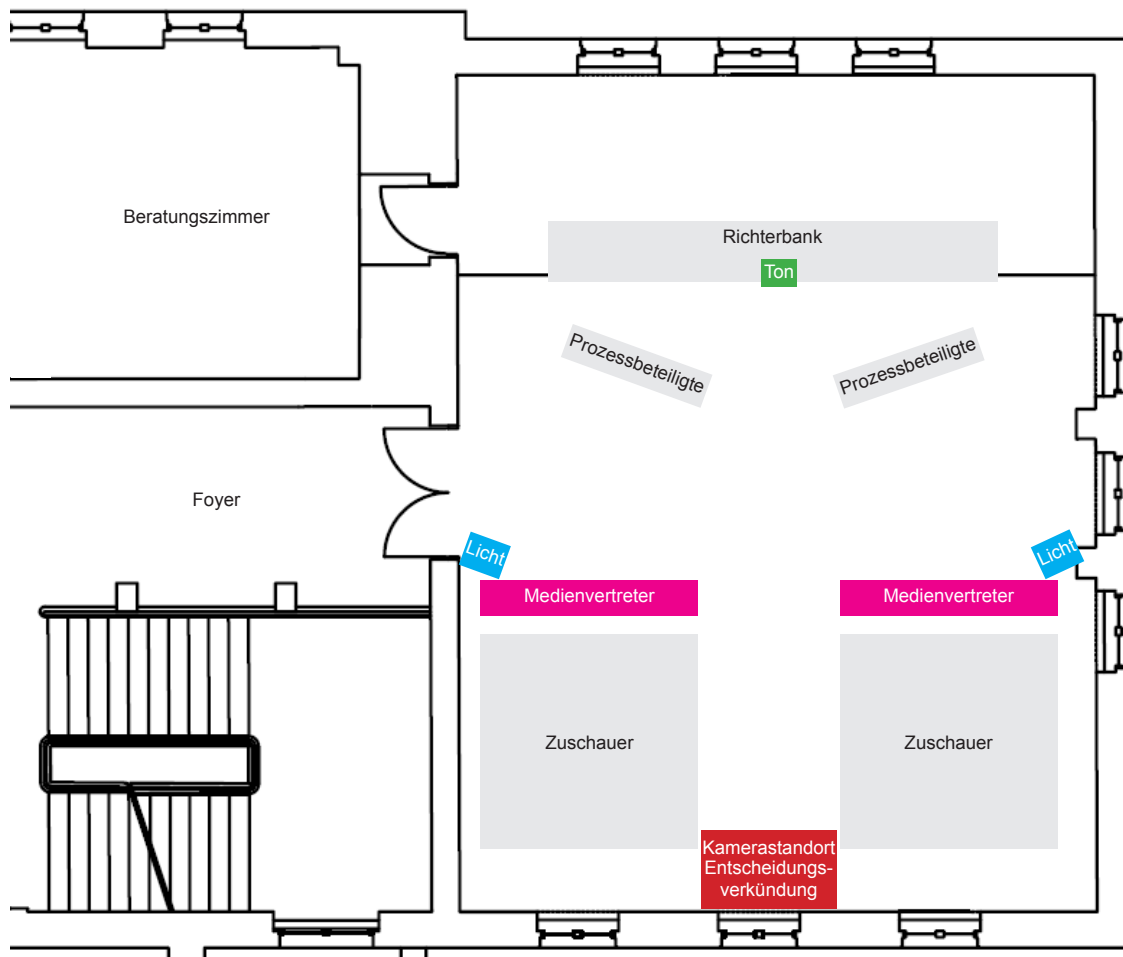 Beratungszimmer
Richterbank
Ton
Prozessbeteiligte
Prozessbeteiligte
Foyer
Licht
Licht
Medienvertreter
Medienvertreter
Zuschauer
Zuschauer
Kamerastandort
Entscheidungs-
verkündung